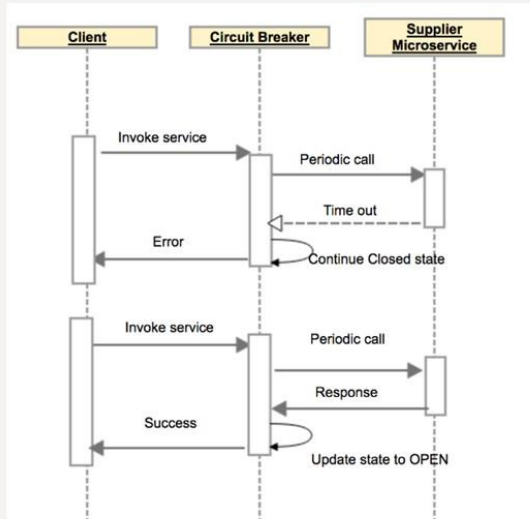 Client
Circuit Breaker
Supplier
Microservice
Invoke service
Periodic call
Time out
Error
Continue Closed state
Invoke service
Periodic call
Response
Success
Update state to OPEN